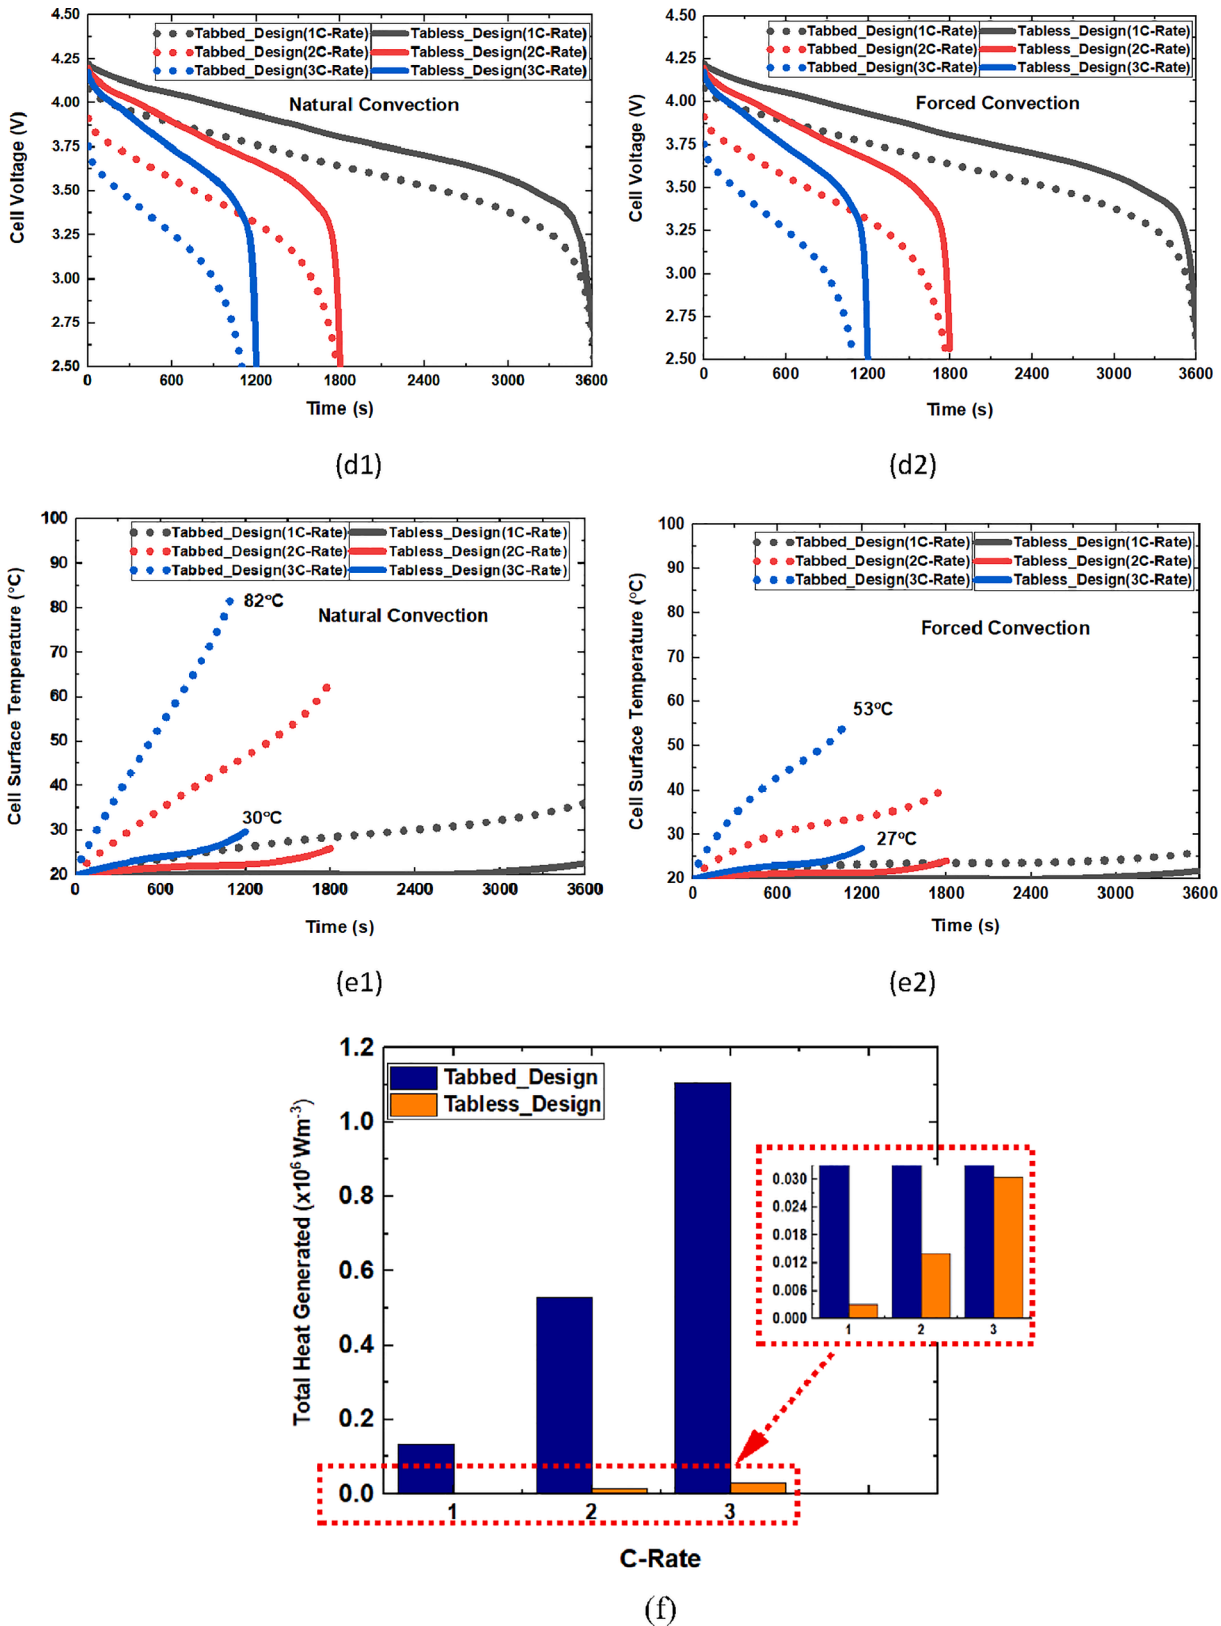 4.50
4.25
4.00
3.75
3.50
3.25
3.00
2.75
2.50
Cell Voltage (V)
Tabbed_Design(1C-Rate) Tabless_Design(1C-Rate)
Tabbed_Design(2C-Rate) Tabless_Design(2C-Rate)
Tabbed_Design(3C-Rate) Tabless_Design(3C-Rate)
Natural Convection
0 600 1200 1800 2400 3000 3600
Time (s)
(d1)
4.50
4.25
4.00
3.75
3.50
3.25
3.00
2.75
2.50
Cell Voltage (V)
Tabbed_Design(1C-Rate) Tabless_Design(1C-Rate)
Tabbed_Design(2C-Rate) Tabless_Design(2C-Rate)
Tabbed_Design(3C-Rate) Tabless_Design(3C-Rate)
Forced Convection
0 600 1200 1800 2400 3000 3600
Time (s)
(d2)
100
90
80
70
60
50
40
30
20
Cell Surface Temperature (°C)
Tabbed_Design(1C-Rate) Tabless_Design(1C-Rate)
Tabbed_Design(2C-Rate) Tabless_Design(2C-Rate)
Tabbed_Design(3C-Rate) Tabless_Design(3C-Rate)
82°C
Natural Convection
30°C
0 600 1200 1800 2400 3000 3600
Time (s)
(e1)
100
90
80
70
60
50
40
30
20
Cell Surface Temperature (°C)
Tabbed_Design(1C-Rate) Tabless_Design(1C-Rate)
Tabbed_Design(2C-Rate) Tabless_Design(2C-Rate)
Tabbed_Design(3C-Rate) Tabless_Design(3C-Rate)
Forced Convection
53°C
27°C
0 600 1200 1800 2400 3000 3600
Time (s)
(e2)
1.2
1.0
0.8
0.6
0.4
0.2
0.0
Total Heat Generated (x10⁶ Wm⁻³)
Tabbed_Design
Tabless_Design
0.030
0.024
0.018
0.012
0.006
0.000
1 2 3
1 2 3
C-Rate
(f)